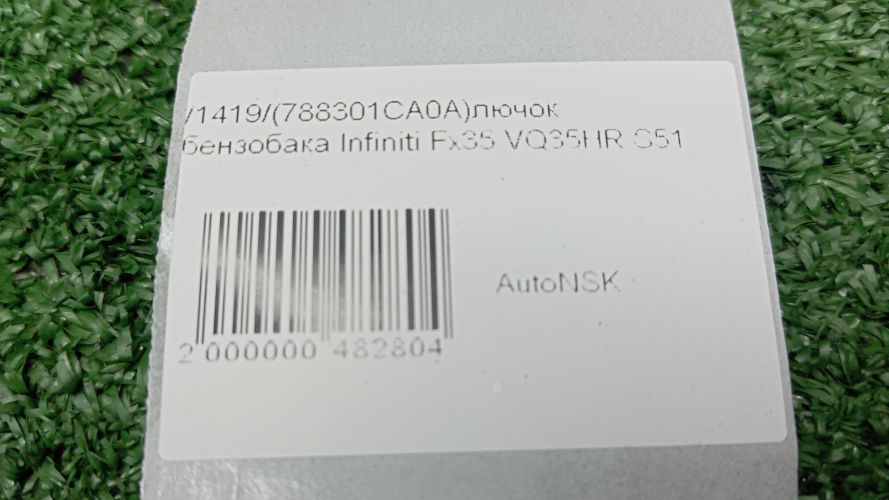 /1419/(788301CA0A)лючок
бензобака Infiniti Fx35 VQ35HR S51
AutoNSK
2 000000 482804